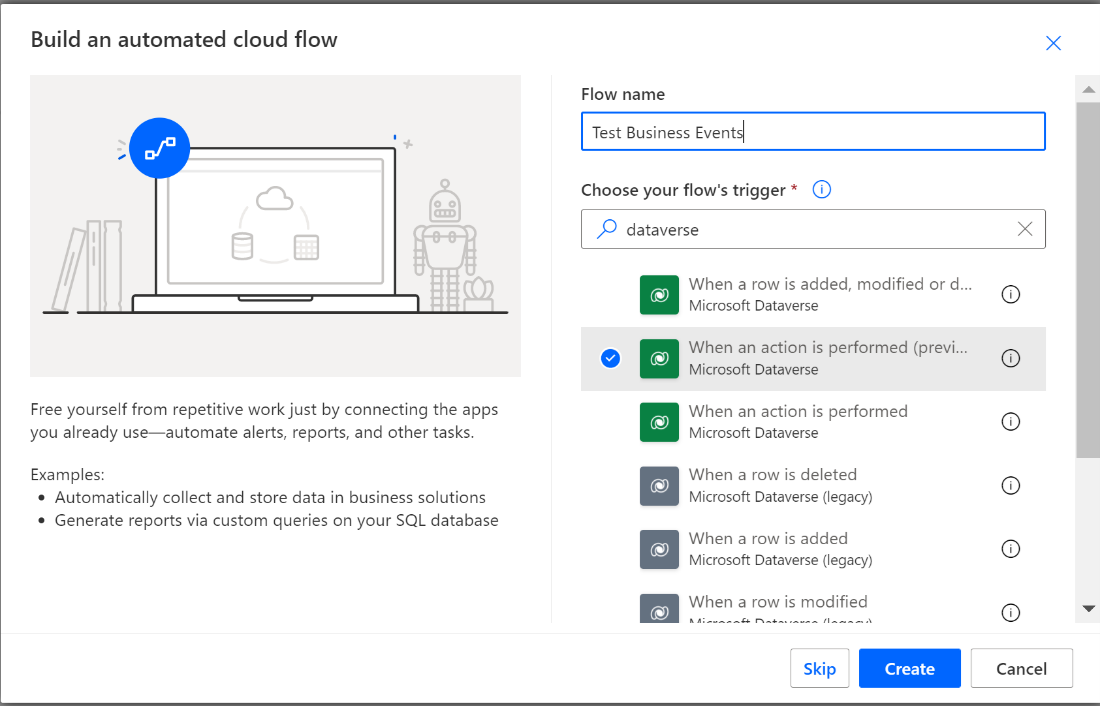 Build an automated cloud flow
Free yourself from repetitive work just by connecting the apps
you already use—automate alerts, reports, and other tasks.
Examples:
• Automatically collect and store data in business solutions
• Generate reports via custom queries on your SQL database
Flow name
Test Business Events
Choose your flow's trigger *
dataverse
When a row is added, modified or d...
Microsoft Dataverse
When an action is performed (previ...
Microsoft Dataverse
When an action is performed
Microsoft Dataverse
When a row is deleted
Microsoft Dataverse (legacy)
When a row is added
Microsoft Dataverse (legacy)
When a row is modified
Microsoft Dataverse (legacy)
Skip
Create
Cancel